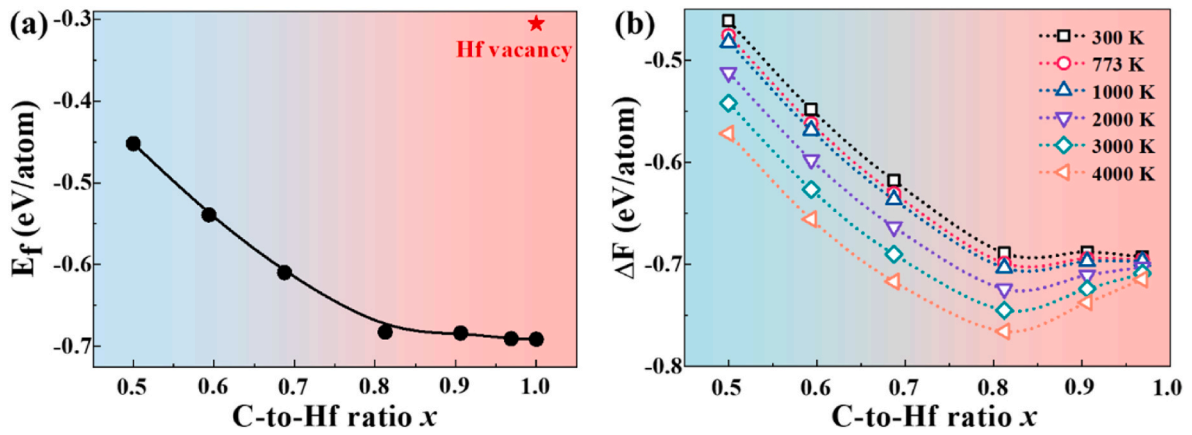 (a)
-0.3
-0.4
-0.5
-0.6
-0.7
E_f (eV/atom)
Hf vacancy
0.5 0.6 0.7 0.8 0.9 1.0
C-to-Hf ratio x
(b)
-0.5
-0.6
-0.7
-0.8
ΔF (eV/atom)
300 K
773 K
1000 K
2000 K
3000 K
4000 K
0.5 0.6 0.7 0.8 0.9 1.0
C-to-Hf ratio x